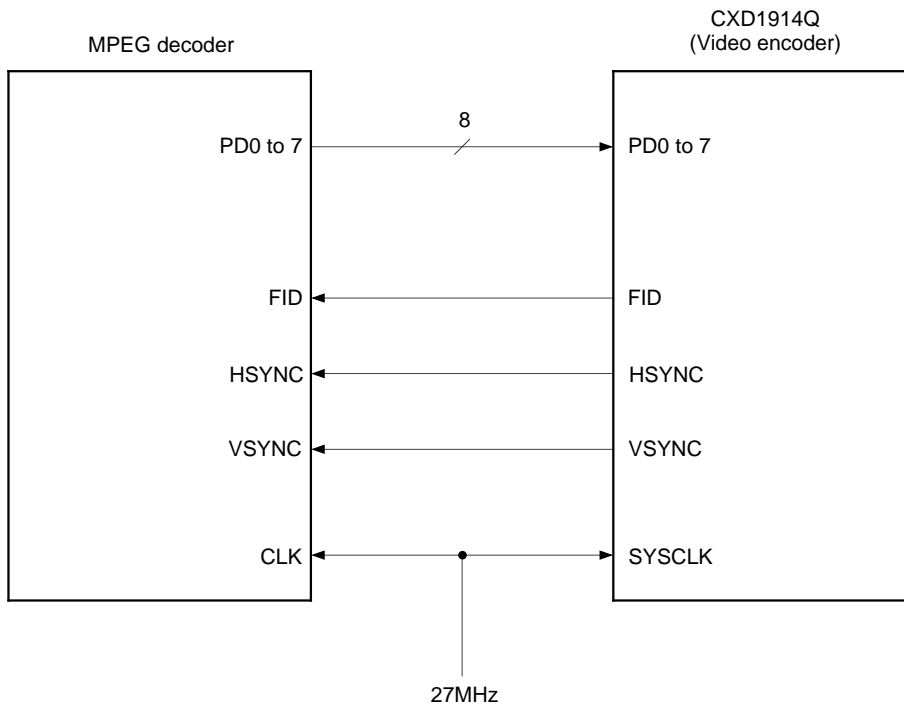 MPEG decoder
CXD1914Q
(Video encoder)
8
PD0 to 7
PD0 to 7
FID
FID
HSYNC
HSYNC
VSYNC
VSYNC
CLK
SYSCLK
27MHz